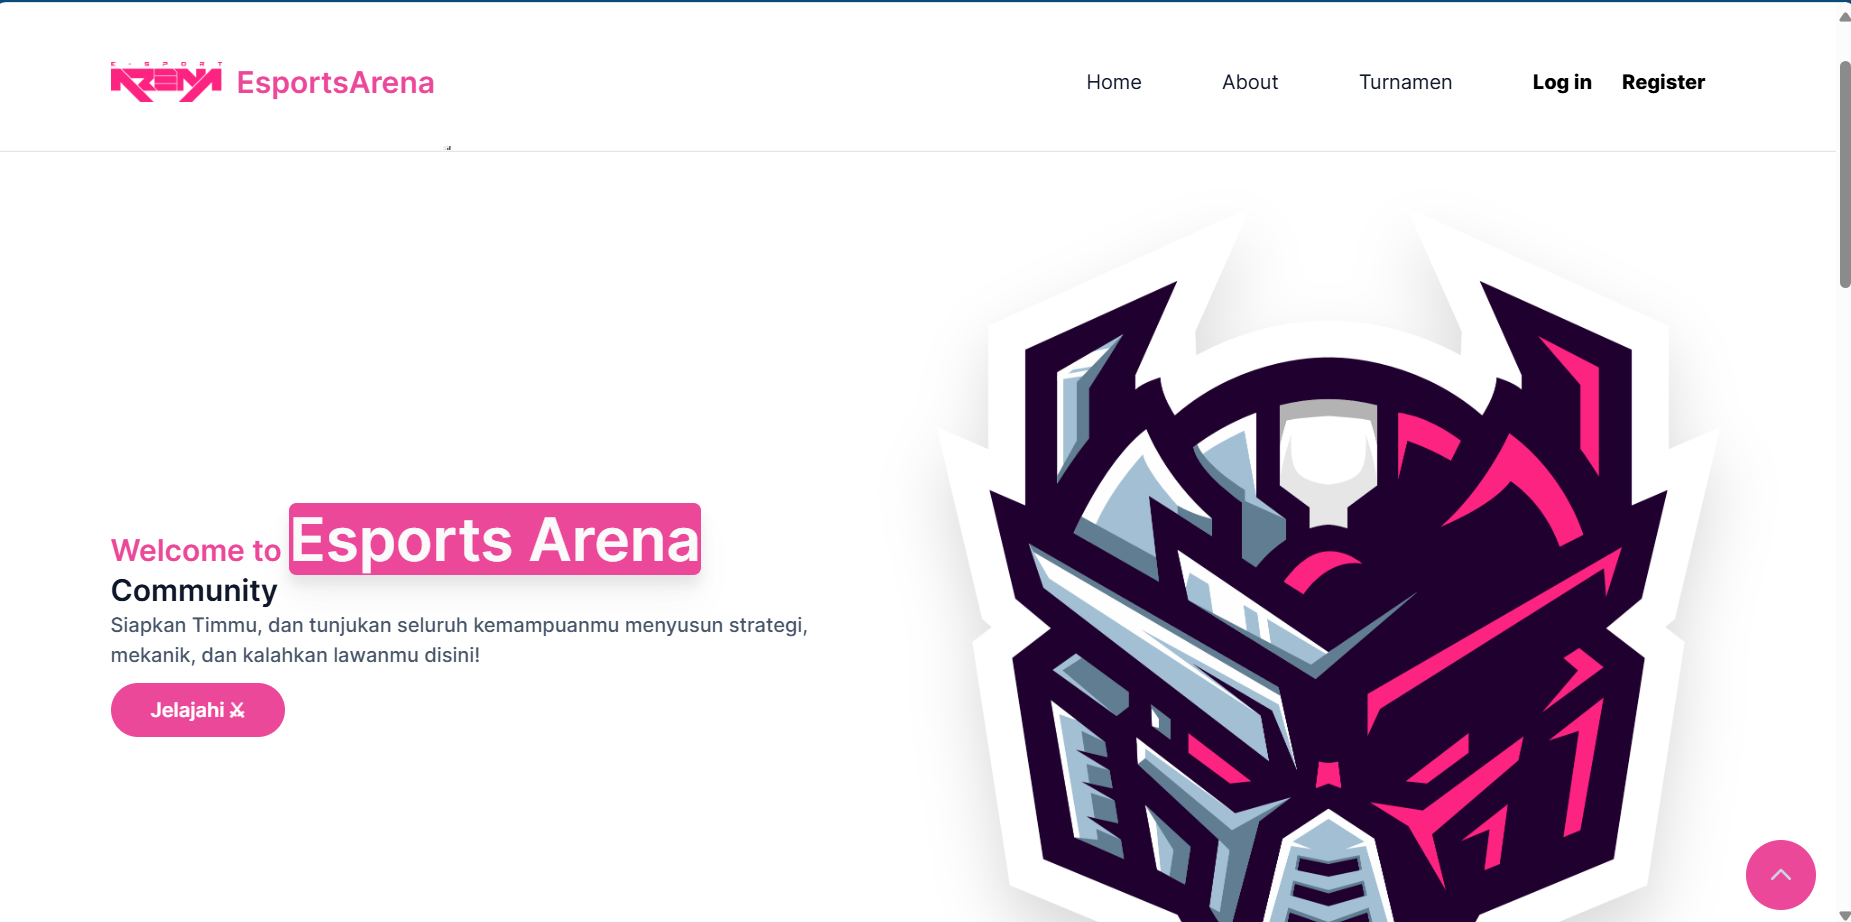 E-SPORT
ARENA
EsportsArena
Home
About
Turnamen
Log in
Register
Welcome to Esports Arena
Community
Siapkan Timmu, dan tunjukan seluruh kemampuanmu menyusun strategi,
mekanik, dan kalahkan lawanmu disini!
Jelajahi ⚔